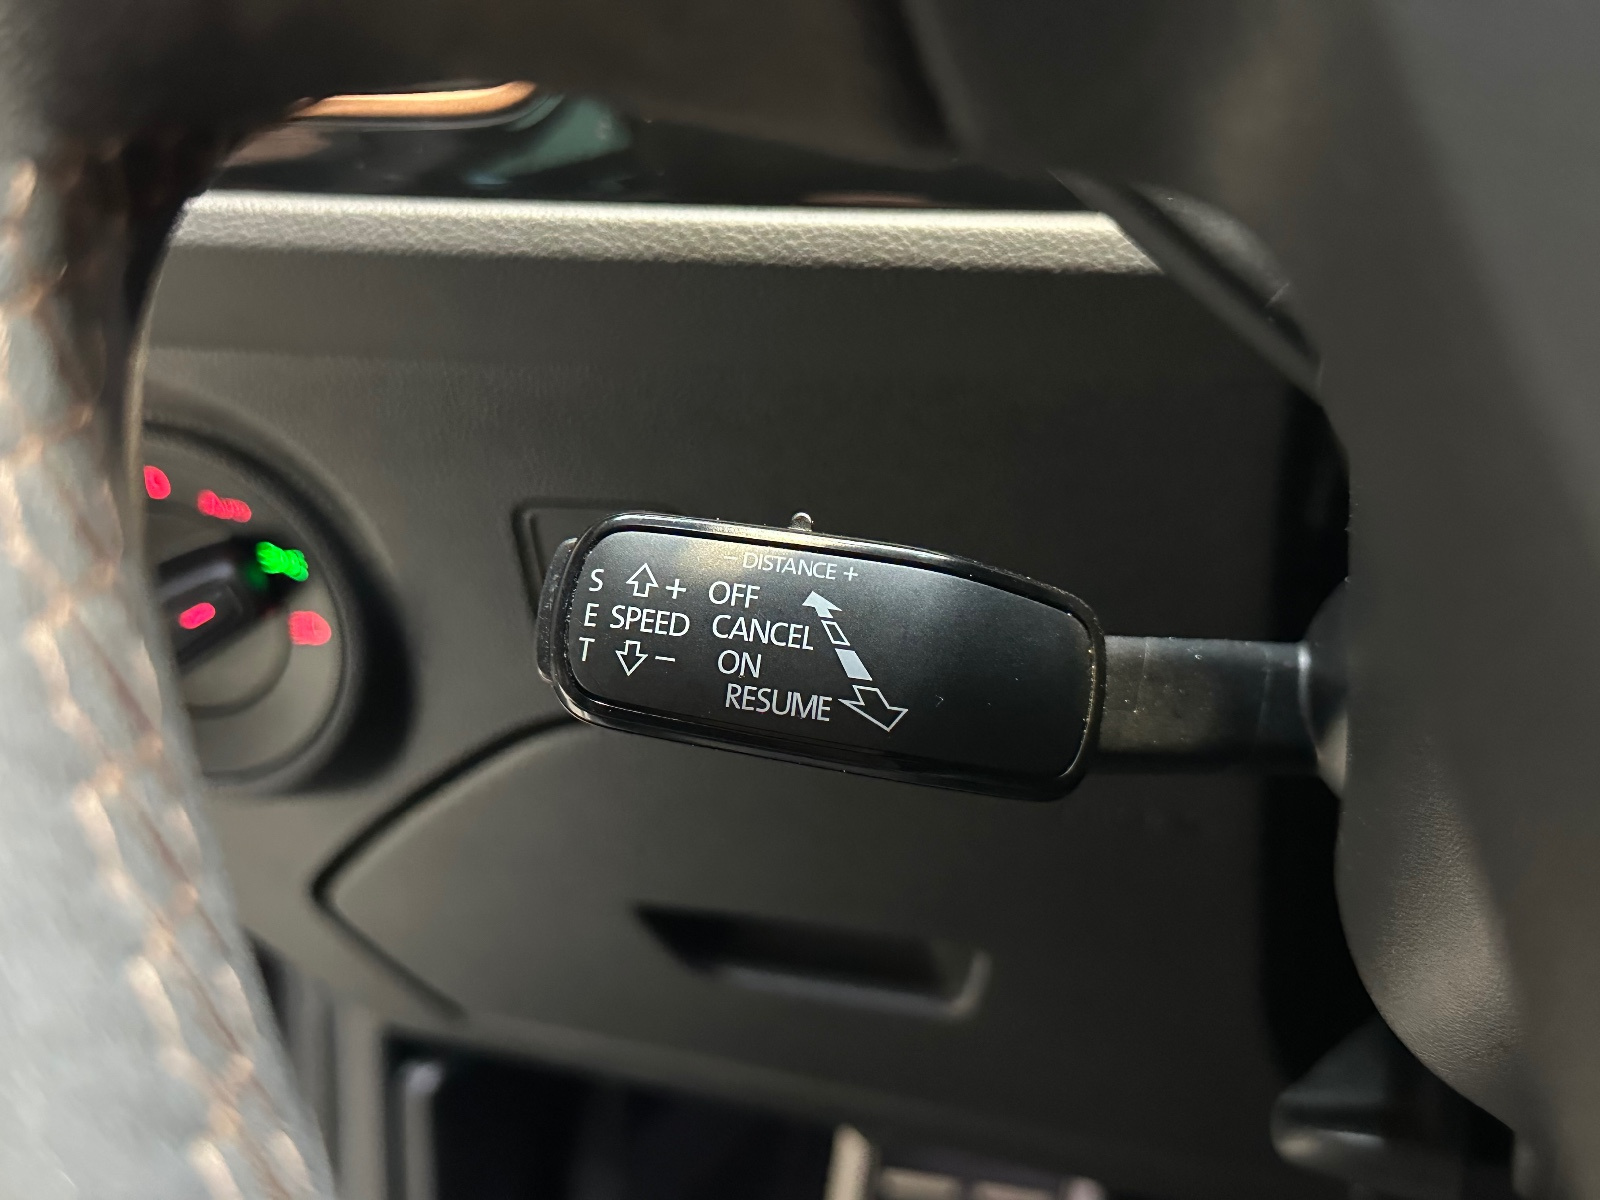 − DISTANCE +
S + OFF
E SPEED CANCEL
T − ON
RESUME